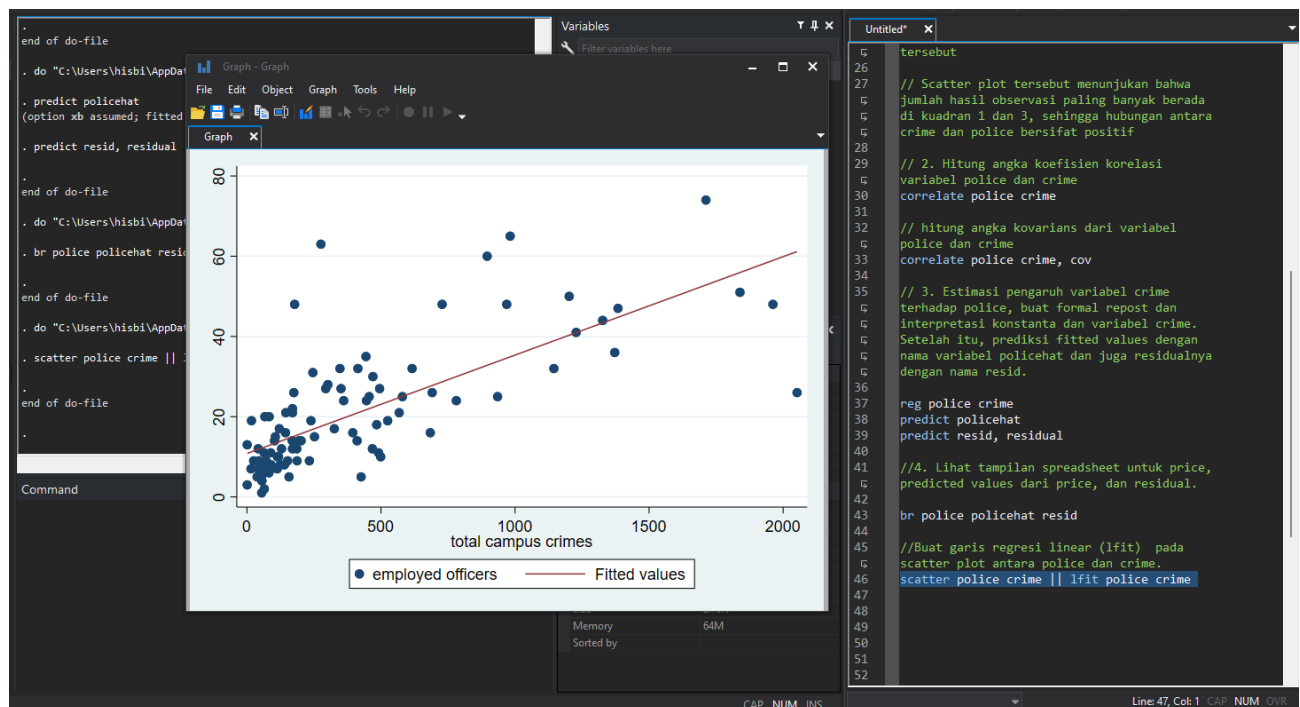 .
end of do-file
. do "C:\Users\hisbi\AppDat
. predict policehat
(option xb assumed; fitted
. predict resid, residual
.
end of do-file
. do "C:\Users\hisbi\AppDat
. br police policehat resid
.
end of do-file
. do "C:\Users\hisbi\AppDat
. scatter police crime ||
.
end of do-file
.
Command
Variables
Filter variables here
Graph - Graph
File Edit Object Graph Tools Help
Graph
80
60
40
20
0
0 500 1000 1500 2000
total campus crimes
employed officers Fitted values
Memory 64M
Sorted by
CAP NUM INS
Untitled*
tersebut
26
27 // Scatter plot tersebut menunjukan bahwa
jumlah hasil observasi paling banyak berada
di kuadran 1 dan 3, sehingga hubungan antara
crime dan police bersifat positif
28
29 // 2. Hitung angka koefisien korelasi
variabel police dan crime
30 correlate police crime
31
32 // hitung angka kovarians dari variabel
police dan crime
33 correlate police crime, cov
34
35 // 3. Estimasi pengaruh variabel crime
terhadap police, buat formal repost dan
interpretasi konstanta dan variabel crime.
Setelah itu, prediksi fitted values dengan
nama variabel policehat dan juga residualnya
dengan nama resid.
36
37 reg police crime
38 predict policehat
39 predict resid, residual
40
41 //4. Lihat tampilan spreadsheet untuk price,
predicted values dari price, dan residual.
42
43 br police policehat resid
44
45 //Buat garis regresi linear (lfit) pada
scatter plot antara police dan crime.
46 scatter police crime || lfit police crime
47
48
49
50
51
52
Line: 47, Col: 1 CAP NUM OVR